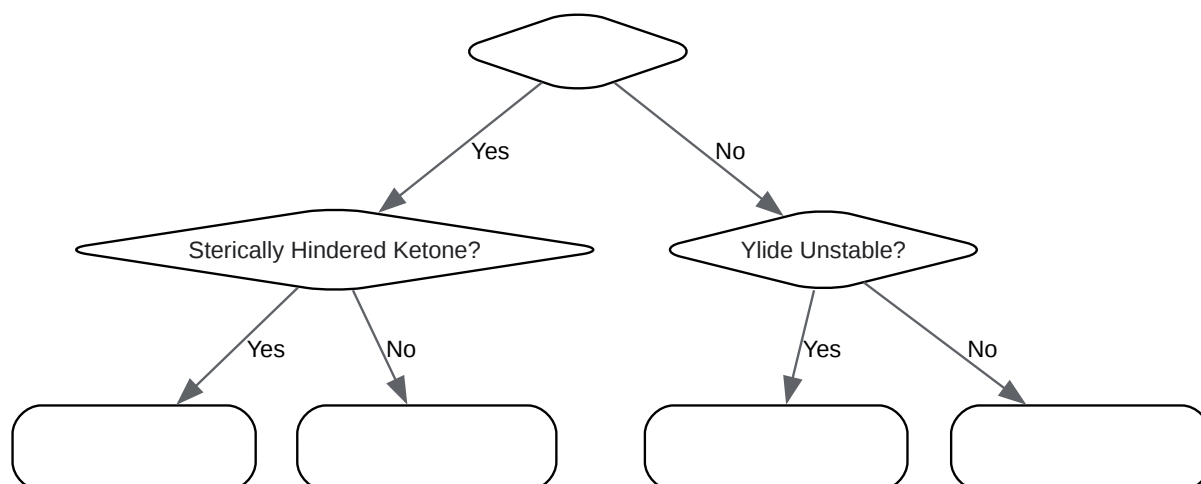 Yes
No
Sterically Hindered Ketone?
Ylide Unstable?
Yes
No
Yes
No